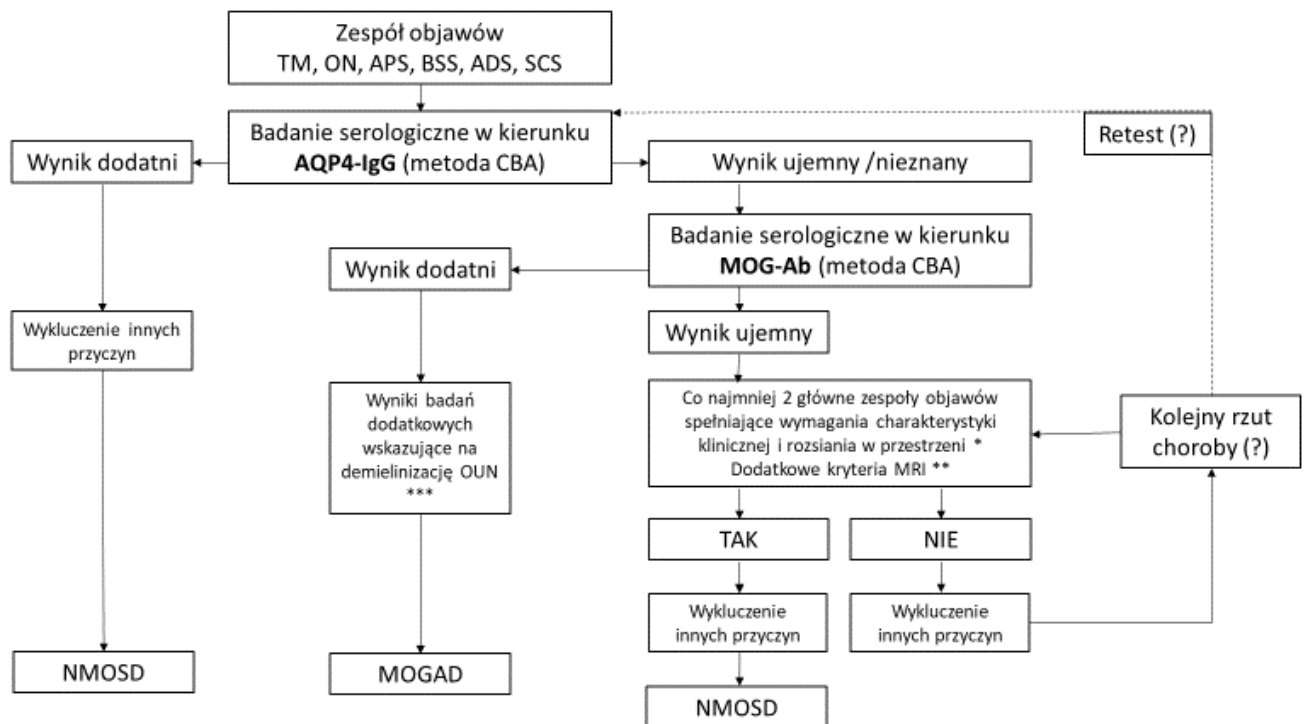 Zespół objawów
TM, ON, APS, BSS, ADS, SCS
Badanie serologiczne w kierunku
AQP4-IgG (metoda CBA)
Retest (?)
Wynik dodatni
Wynik ujemny /nieznany
Badanie serologiczne w kierunku
MOG-Ab (metoda CBA)
Wynik dodatni
Wykluczenie innych
przyczyn
Wynik ujemny
Wyniki badań
dodatkowych
wskazujące na
demielinizację OUN
***
Co najmniej 2 główne zespoły objawów
spełniające wymagania charakterystyki
klinicznej i rozsiania w przestrzeni *
Dodatkowe kryteria MRI **
Kolejny rzut
choroby (?)
TAK
NIE
Wykluczenie
innych przyczyn
Wykluczenie
innych przyczyn
NMOSD
MOGAD
NMOSD